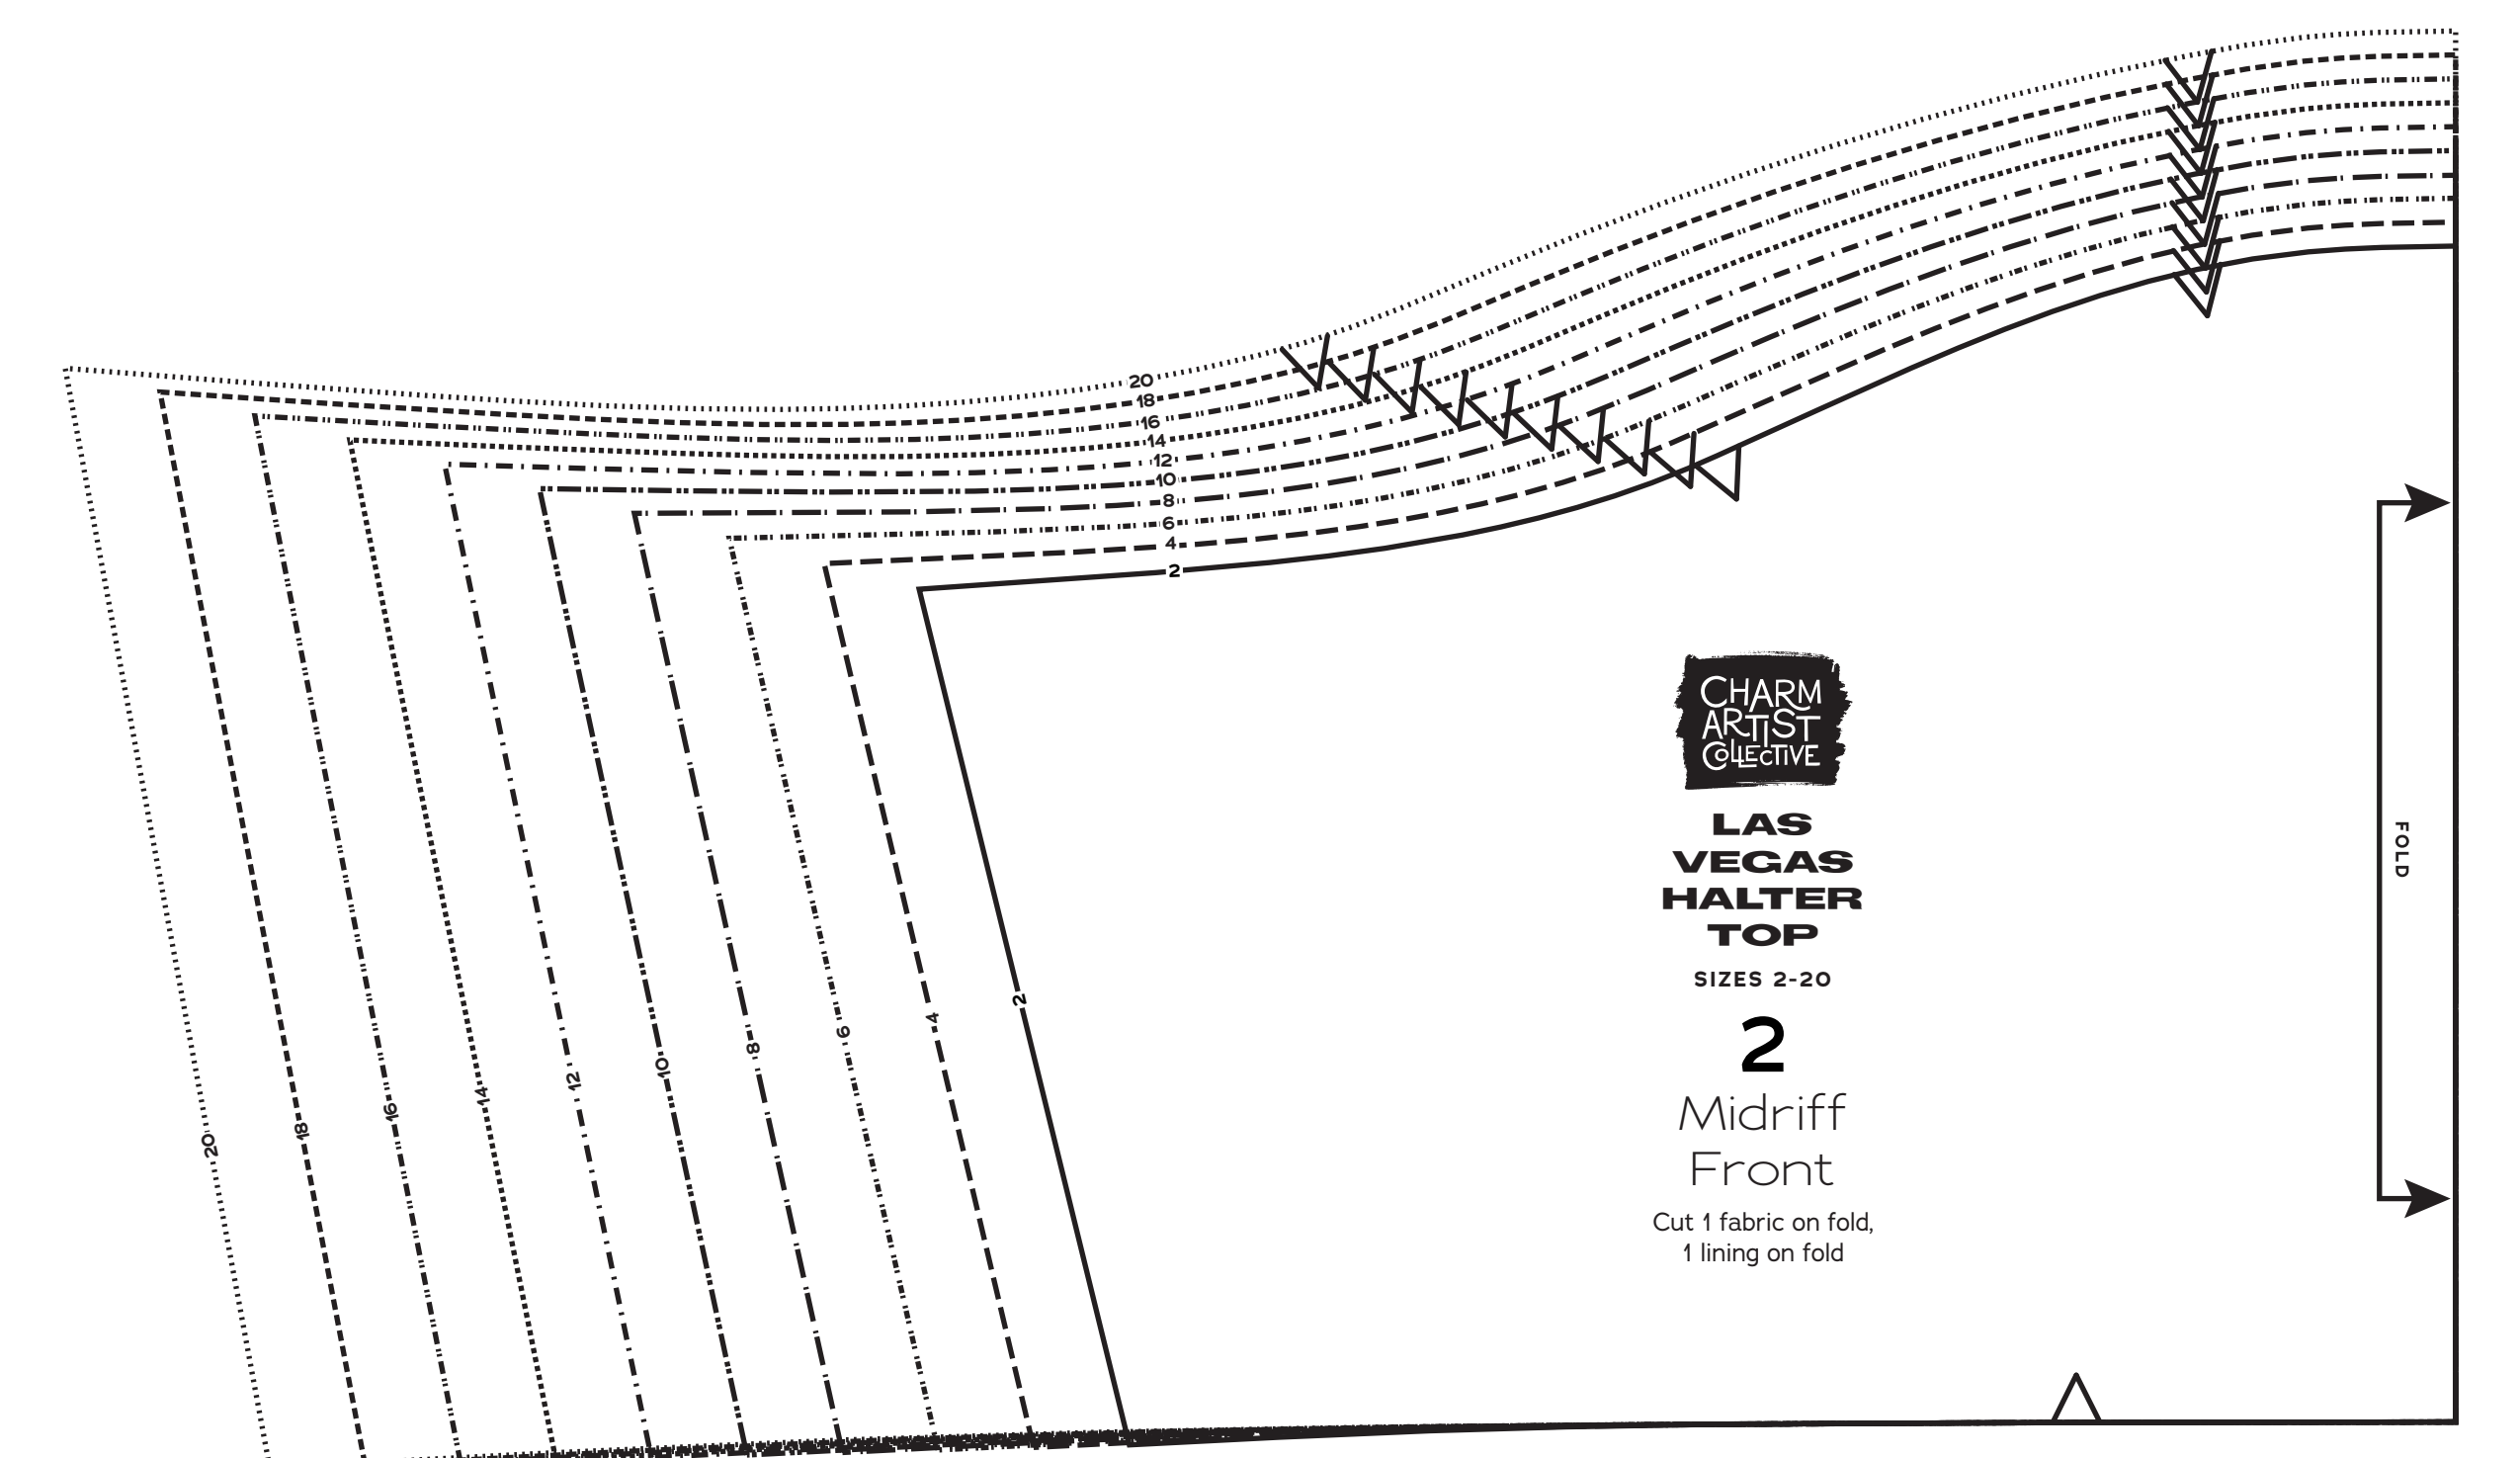 20
18
16
14
12
10
8
6
4
2
CHARM
ARTIST
COLLECTIVE
LAS
VEGAS
HALTER
TOP
SIZES 2-20
2
Midriff
Front
Cut 1 fabric on fold,
1 lining on fold
FOLD
20
18
16
14
12
10
8
6
4
2